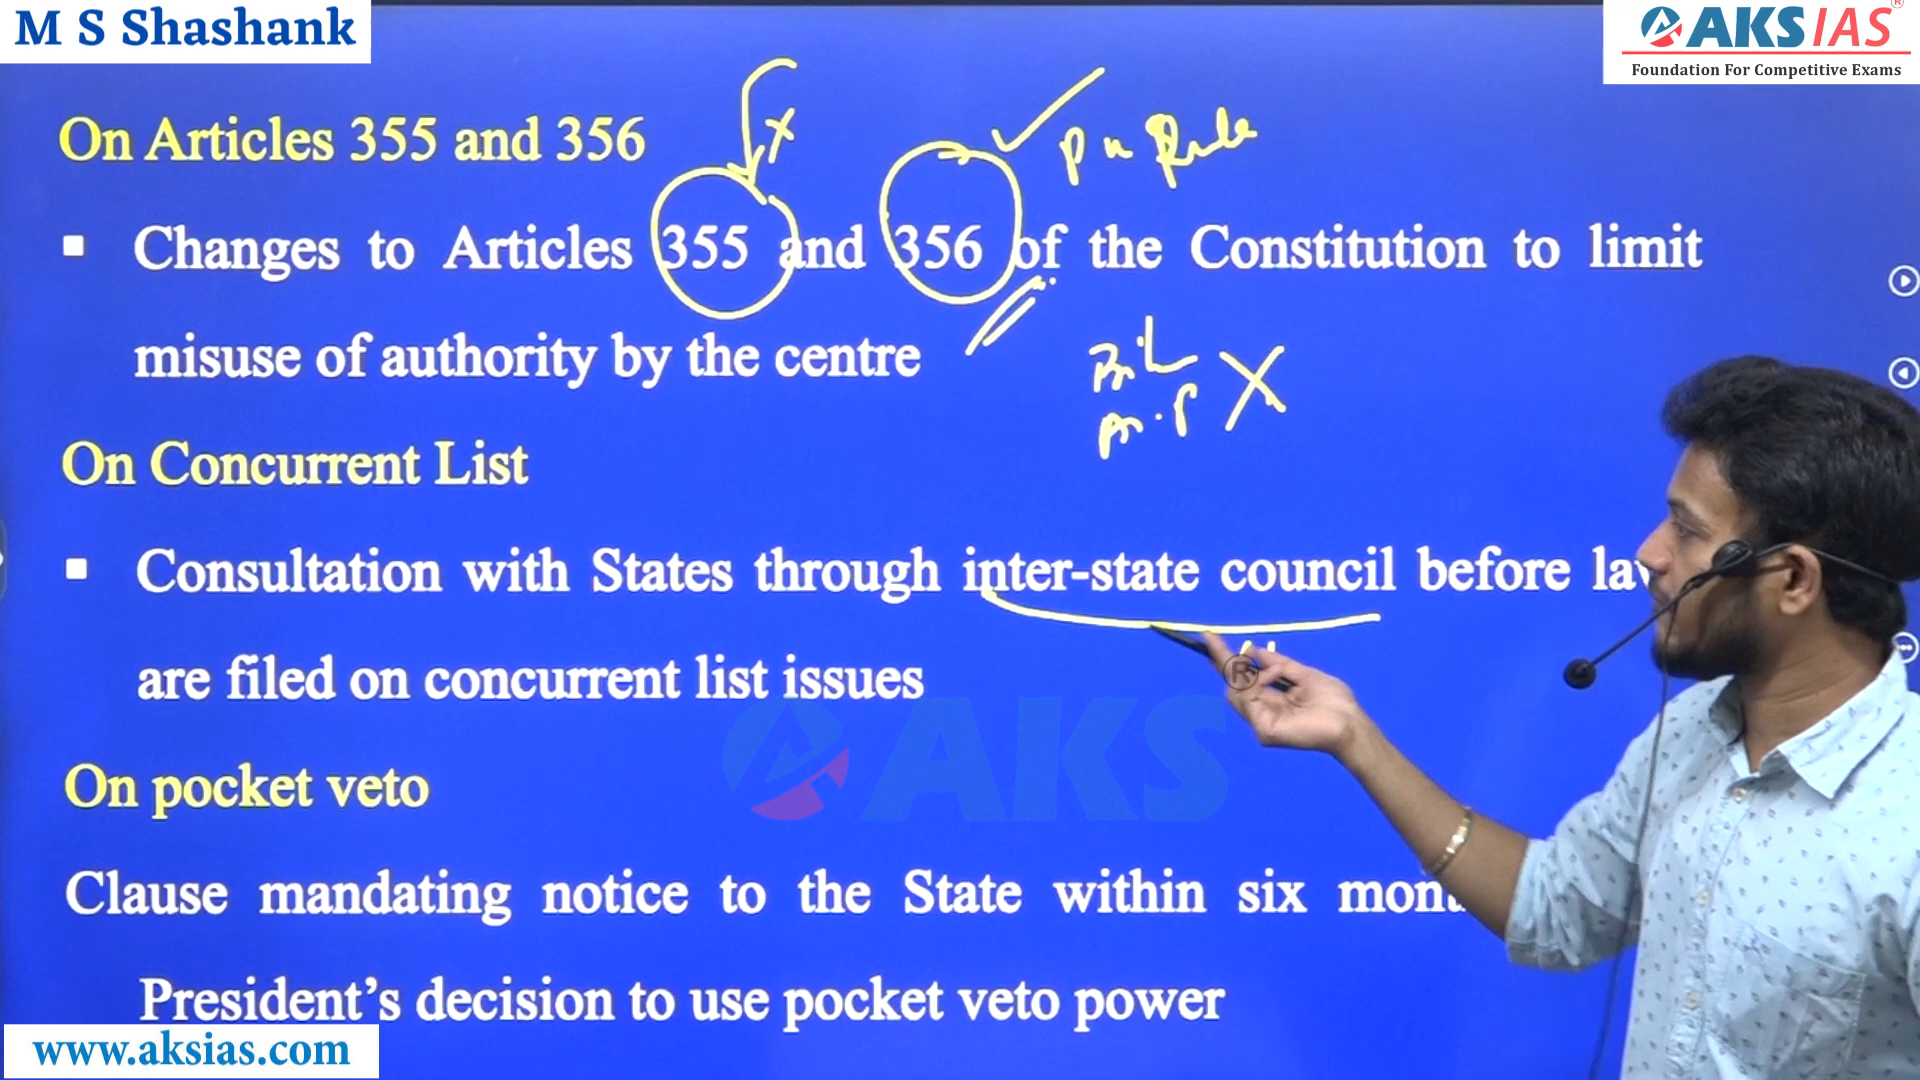 M S Shashank
AKS IAS®
Foundation For Competitive Exams
On Articles 355 and 356
x
Rule
Changes to Articles 355 and 356 of the Constitution to limit
misuse of authority by the centre
X
On Concurrent List
Consultation with States through inter-state council before
are filed on concurrent list issues
®
AKS
On pocket veto
Clause mandating notice to the State within six
President’s decision to use pocket veto power
www.aksias.com